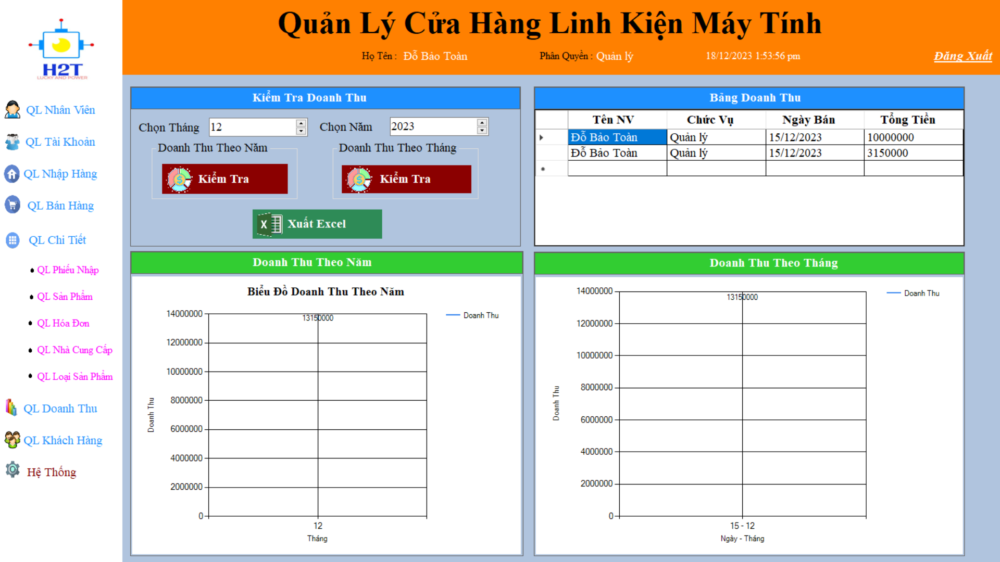 H2T
LUCKY AND POWER
Quản Lý Cửa Hàng Linh Kiện Máy Tính
Họ Tên : Đỗ Bảo Toàn Phân Quyền : Quản lý 18/12/2023 1:53:56 pm Đăng Xuất
QL Nhân Viên
QL Tài Khoản
QL Nhập Hàng
QL Bán Hàng
QL Chi Tiết
QL Phiếu Nhập
QL Sản Phẩm
QL Hóa Đơn
QL Nhà Cung Cấp
QL Loại Sản Phẩm
QL Doanh Thu
QL Khách Hàng
Hệ Thống
Kiểm Tra Doanh Thu
Chọn Tháng 12 Chọn Năm 2023
Doanh Thu Theo Năm Doanh Thu Theo Tháng
Kiểm Tra Kiểm Tra
X Xuất Excel
Bảng Doanh Thu
Tên NV Chức Vụ Ngày Bán Tổng Tiền
Đỗ Bảo Toàn Quản lý 15/12/2023 10000000
Đỗ Bảo Toàn Quản lý 15/12/2023 3150000
Doanh Thu Theo Năm
Biểu Đồ Doanh Thu Theo Năm
14000000
12000000
10000000
8000000
6000000
4000000
2000000
0
13150000
Doanh Thu
Doanh Thu
12
Tháng
Doanh Thu Theo Tháng
14000000
12000000
10000000
8000000
6000000
4000000
2000000
0
13150000
Doanh Thu
Doanh Thu
15 - 12
Ngày - Tháng